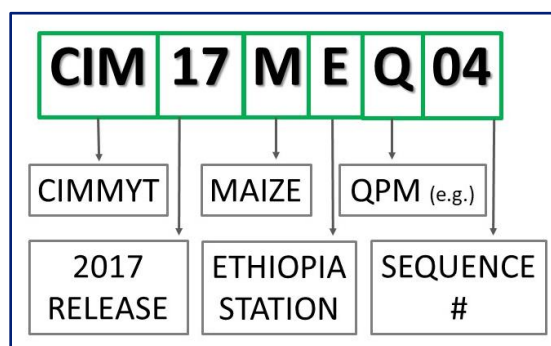 CIM 17 M E Q 04
CIMMYT MAIZE QPM (e.g.)
2017 ETHIOPIA SEQUENCE
RELEASE STATION #